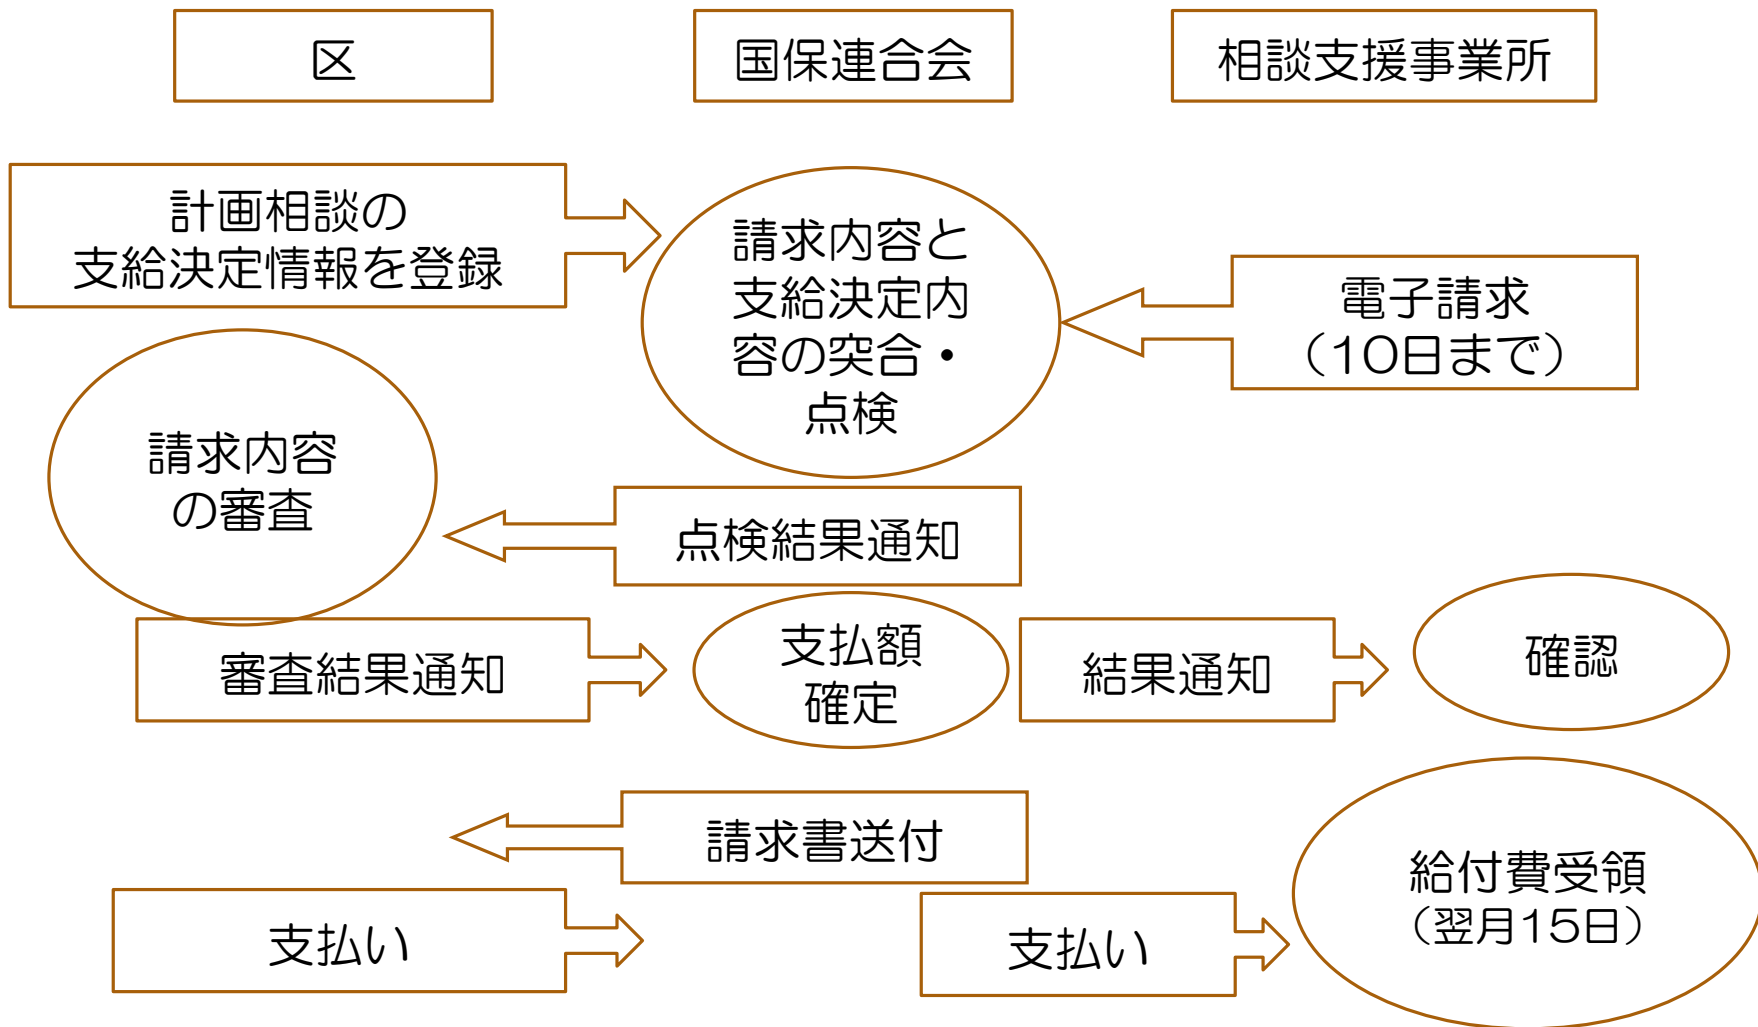 区
国保連合会
相談支援事業所
計画相談の
支給決定情報を登録
請求内容と
支給決定内
容の突合・
点検
電子請求
（10日まで）
請求内容
の審査
点検結果通知
審査結果通知
支払額
確定
結果通知
確認
請求書送付
給付費受領
（翌月15日）
支払い
支払い